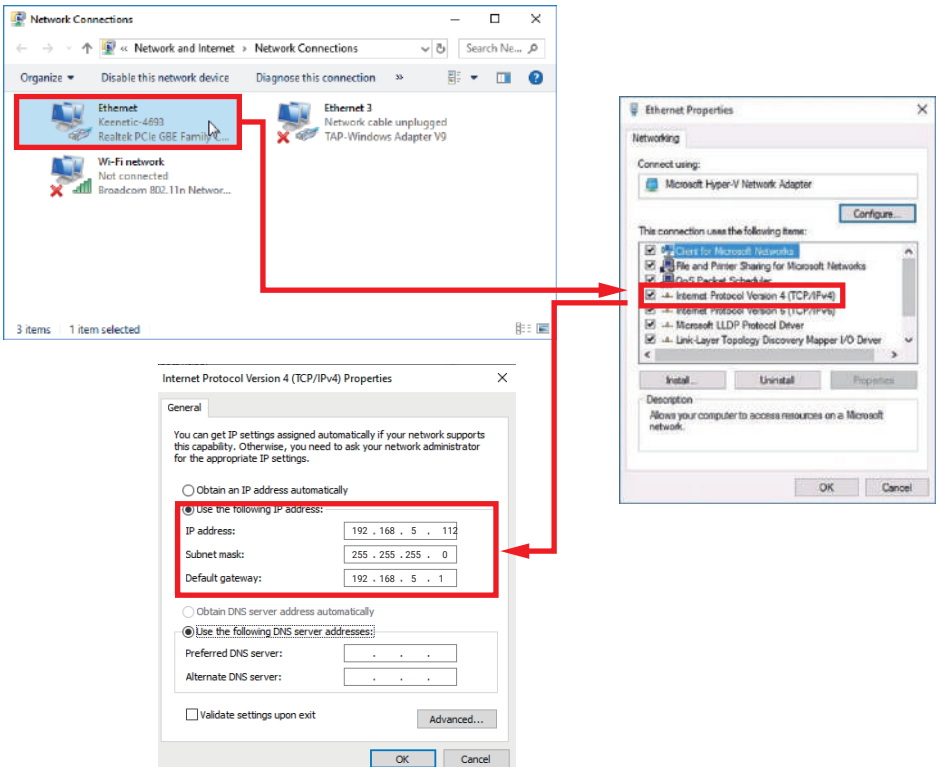 Network Connections
« Network and Internet › Network Connections
Search Ne...
Organize
Disable this network device
Diagnose this connection
»
Ethernet
Keenetic-4693
Realtek PCIe GBE Family C...
Ethernet 3
Network cable unplugged
TAP-Windows Adapter V9
Wi-Fi network
Not connected
Broadcom 802.11n Networ...
3 items
1 item selected
Ethernet Properties
Networking
Connect using:
Microsoft Hyper-V Network Adapter
Configure...
This connection uses the following items:
Client for Microsoft Networks
File and Printer Sharing for Microsoft Networks
QoS Packet Scheduler
Internet Protocol Version 4 (TCP/IPv4)
Internet Protocol Version 6 (TCP/IPv6)
Microsoft LLDP Protocol Driver
Link-Layer Topology Discovery Mapper I/O Driver
Install...
Uninstall
Properties
Description
Allows your computer to access resources on a Microsoft
network.
OK
Cancel
Internet Protocol Version 4 (TCP/IPv4) Properties
General
You can get IP settings assigned automatically if your network supports
this capability. Otherwise, you need to ask your network administrator
for the appropriate IP settings.
Obtain an IP address automatically
Use the following IP address:
IP address: 192 . 168 . 5 . 112
Subnet mask: 255 . 255 . 255 . 0
Default gateway: 192 . 168 . 5 . 1
Obtain DNS server address automatically
Use the following DNS server addresses:
Preferred DNS server: . . .
Alternate DNS server: . . .
Validate settings upon exit
Advanced...
OK
Cancel